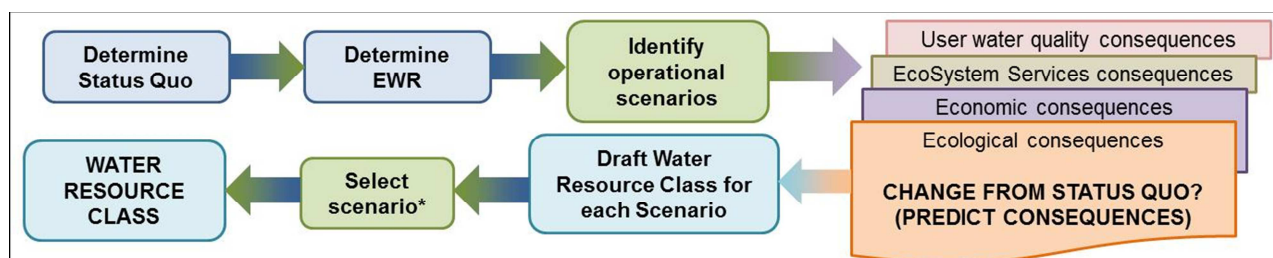 Determine
Status Quo
Determine
EWR
Identify
operational
scenarios
User water quality consequences
EcoSystem Services consequences
Economic consequences
Ecological consequences
CHANGE FROM STATUS QUO?
(PREDICT CONSEQUENCES)
Draft Water
Resource Class for
each Scenario
Select
scenario*
WATER
RESOURCE
CLASS